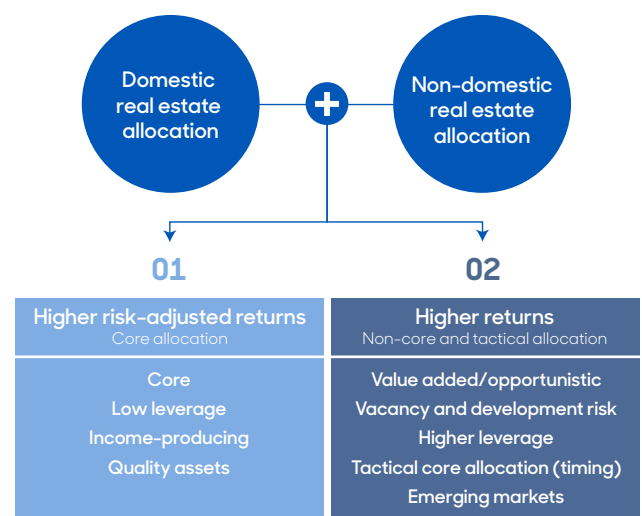 Domestic
real estate
allocation
+
Non-domestic
real estate
allocation
01
Higher risk-adjusted returns
Core allocation
Core
Low leverage
Income-producing
Quality assets
02
Higher returns
Non-core and tactical allocation
Value added/opportunistic
Vacancy and development risk
Higher leverage
Tactical core allocation (timing)
Emerging markets